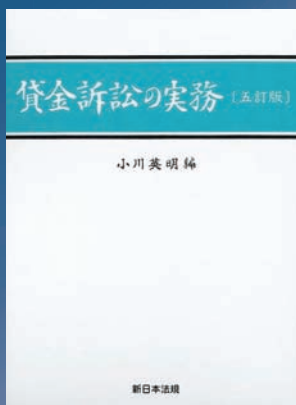 貸金訴訟の実務〔五訂版〕
小川英明編
新日本法規